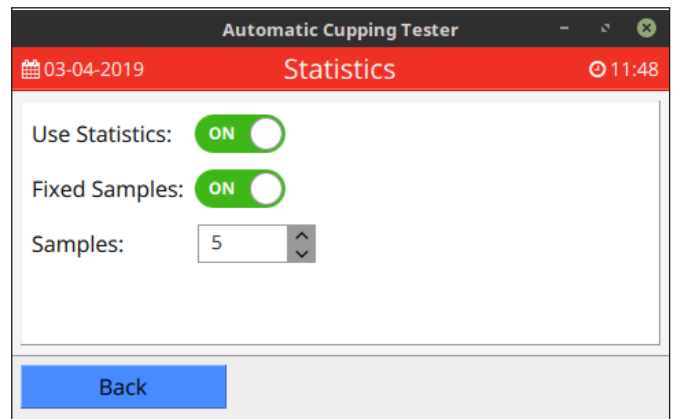 Automatic Cupping Tester
03-04-2019 Statistics 11:48
Use Statistics: ON
Fixed Samples: ON
Samples: 5
Back